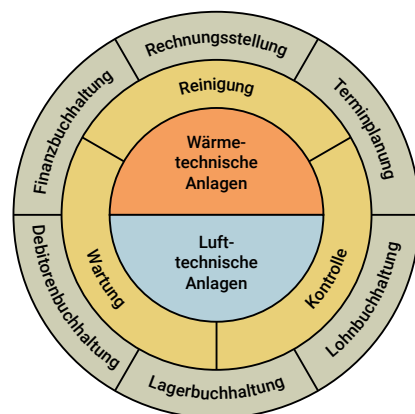 Rechnungsstellung
Terminplanung
Lohnbuchhaltung
Lagerbuchhaltung
Debitorenbuchhaltung
Finanzbuchhaltung
Reinigung
Kontrolle
Wartung
Wärme-
technische
Anlagen
Luft-
technische
Anlagen